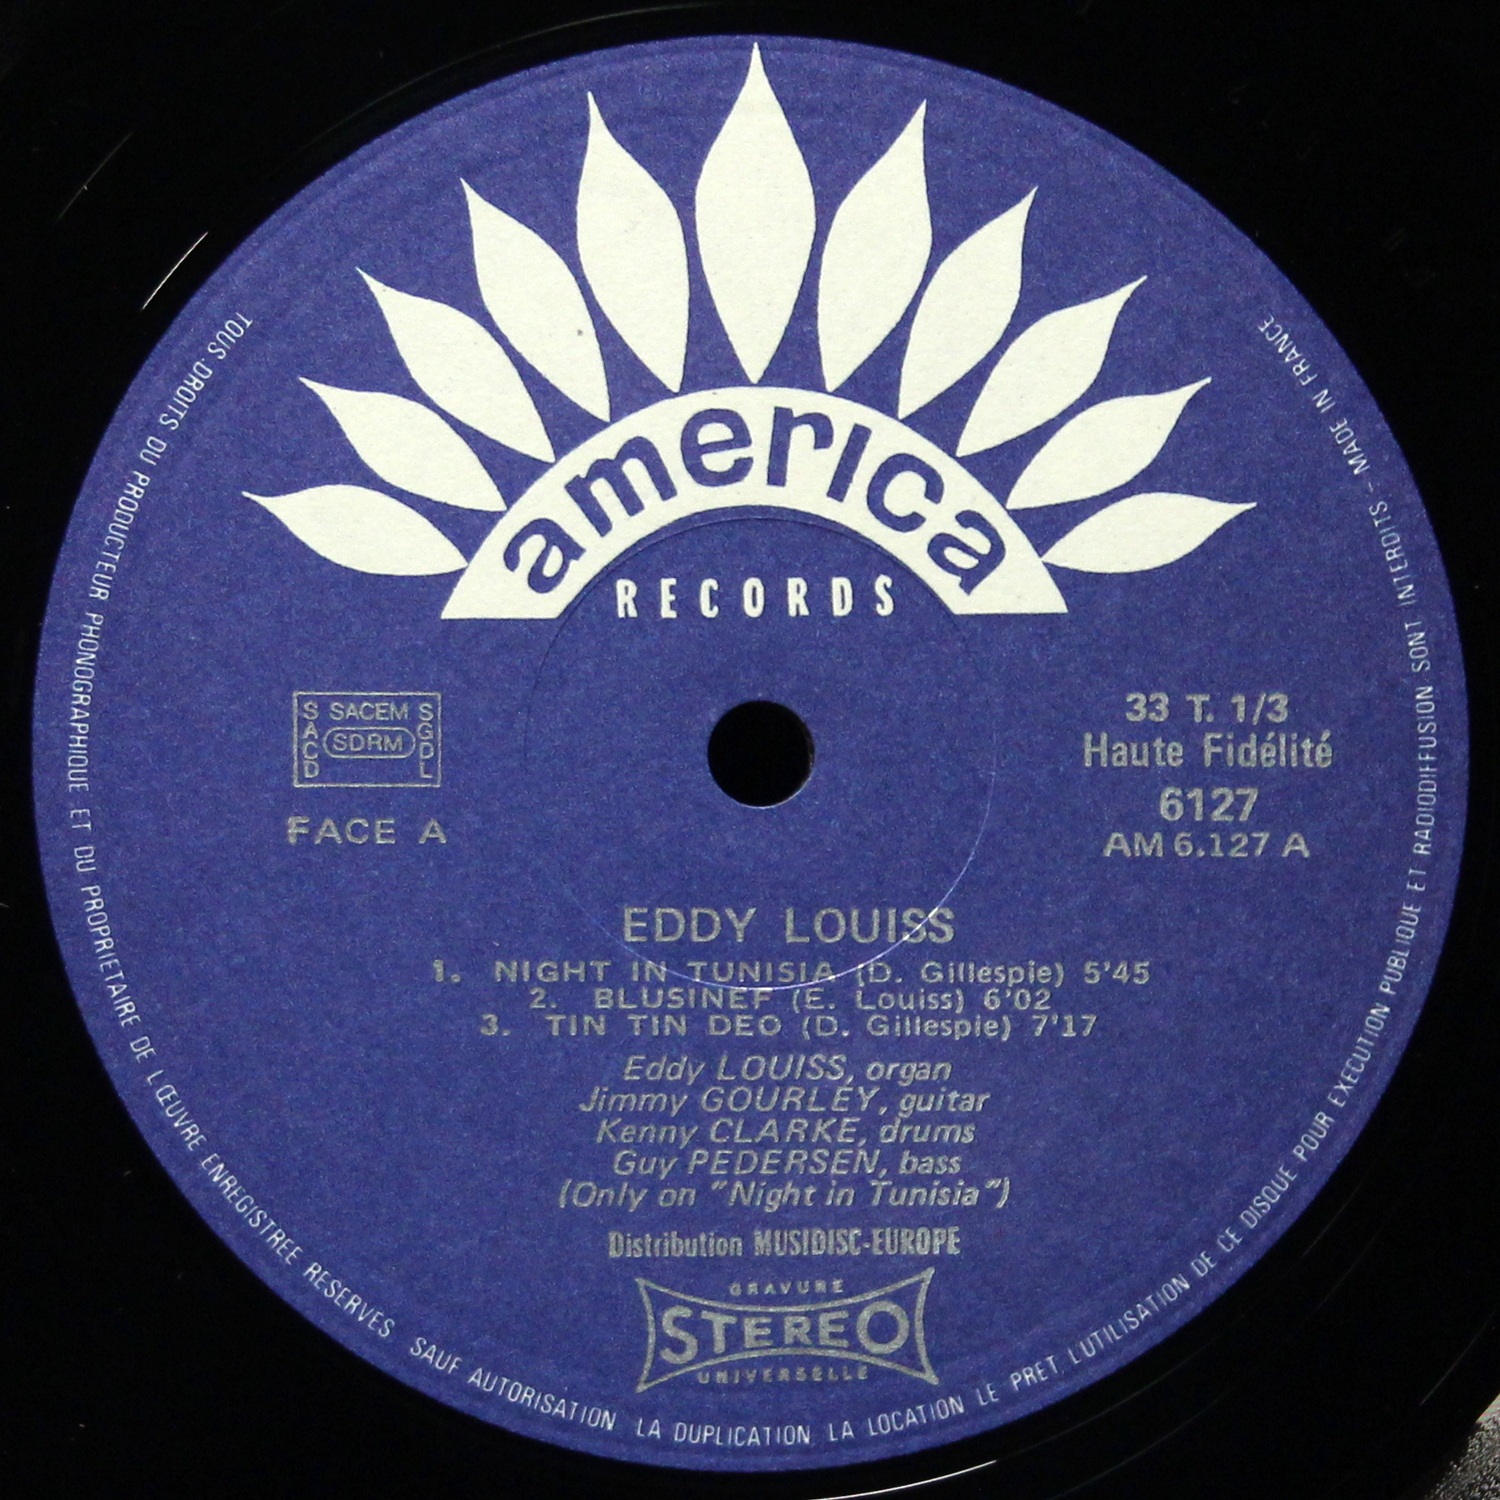 america
RECORDS
S SACEM S
A SDRM G
C D
D L
FACE A
33 T. 1/3
Haute Fidélité
6127
AM 6.127 A
EDDY LOUISS
1. NIGHT IN TUNISIA (D. Gillespie) 5'45
2. BLUSINEF (E. Louiss) 6'02
3. TIN TIN DEO (D. Gillespie) 7'17
Eddy LOUISS, organ
Jimmy GOURLEY, guitar
Kenny CLARKE, drums
Guy PEDERSEN, bass
(Only on "Night in Tunisia")
Distribution MUSIDISC-EUROPE
GRAVURE
STEREO
UNIVERSELLE
TOUS DROITS DU PRODUCTEUR PHONOGRAPHIQUE ET DU PROPRIETAIRE DE L'ŒUVRE ENREGISTREE RESERVES SAUF AUTORISATION LA DUPLICATION, LA LOCATION LE PRET, L'UTILISATION DE CE DISQUE POUR EXECUTION PUBLIQUE ET RADIODIFFUSION SONT INTERDITS - MADE IN FRANCE